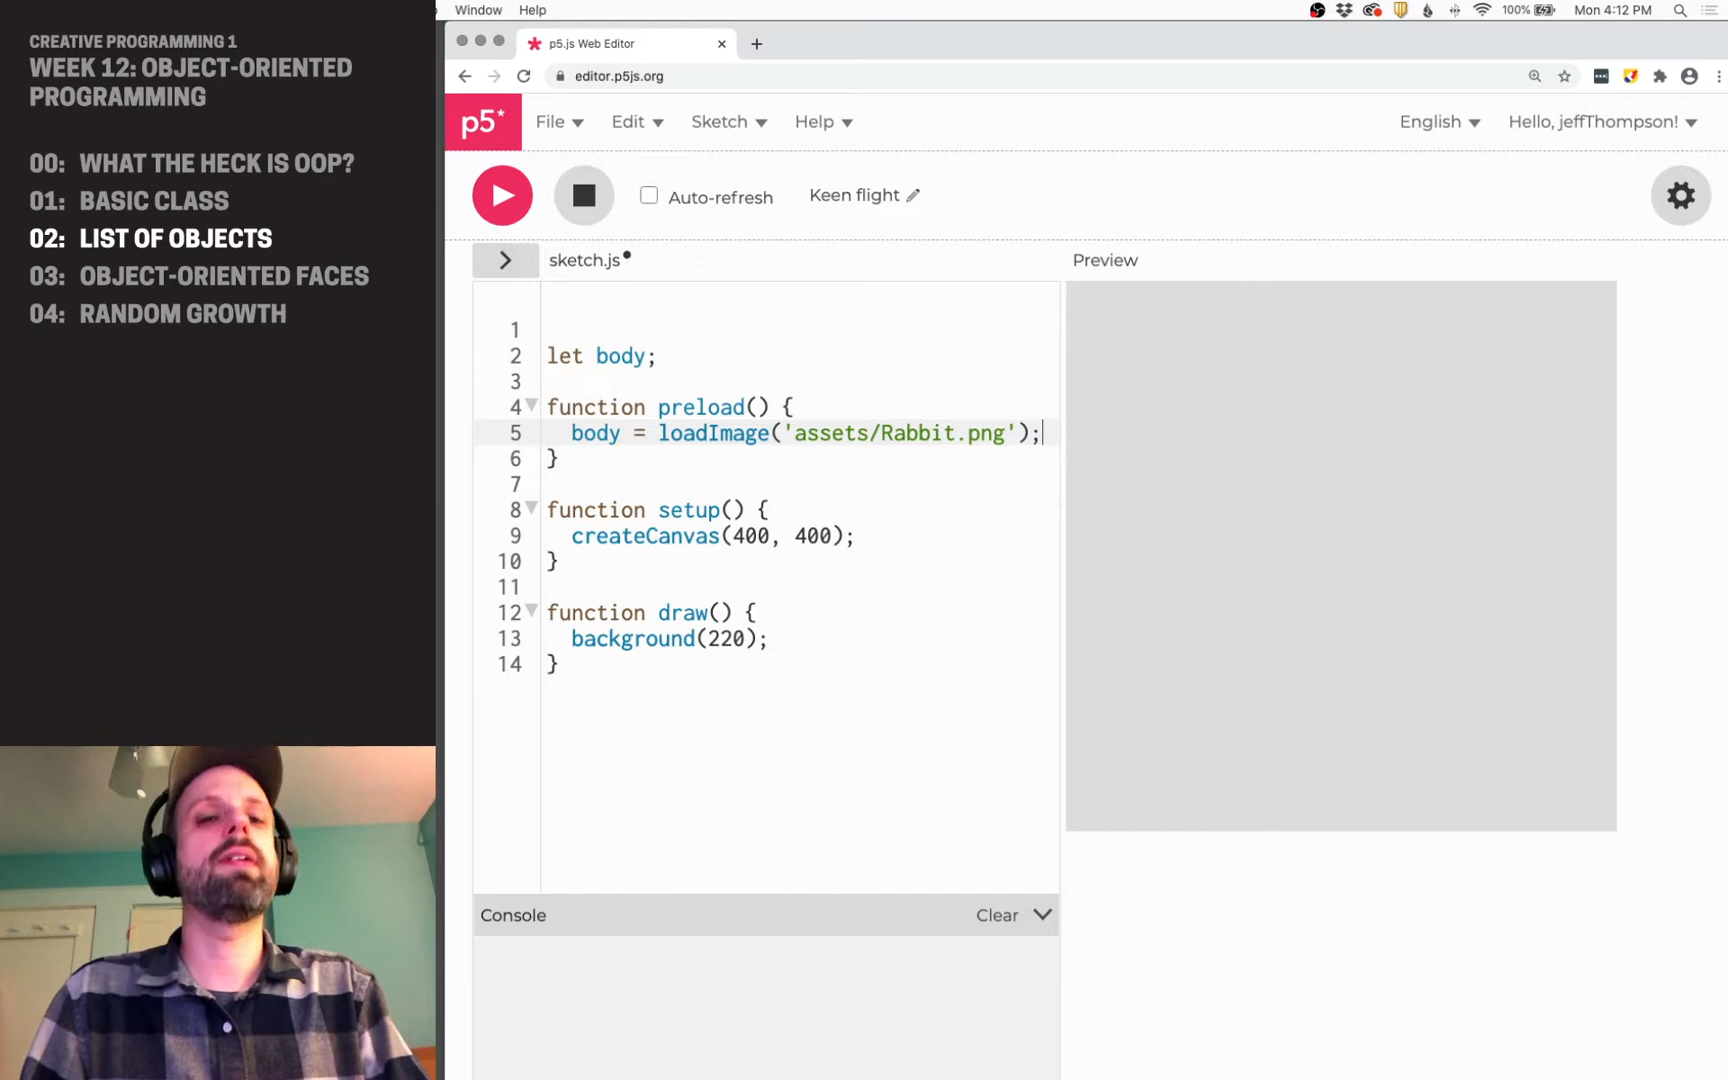 CREATIVE PROGRAMMING 1
WEEK 12: OBJECT-ORIENTED
PROGRAMMING
00: WHAT THE HECK IS OOP?
01: BASIC CLASS
02: LIST OF OBJECTS
03: OBJECT-ORIENTED FACES
04: RANDOM GROWTH
Window Help
100% Mon 4:12 PM
p5.js Web Editor
editor.p5js.org
p5* File Edit Sketch Help English Hello, jeffThompson!
Auto-refresh Keen flight
sketch.js
Preview
1
2 let body;
3
4 function preload() {
5 body = loadImage('assets/Rabbit.png');
6 }
7
8 function setup() {
9 createCanvas(400, 400);
10 }
11
12 function draw() {
13 background(220);
14 }
Console Clear